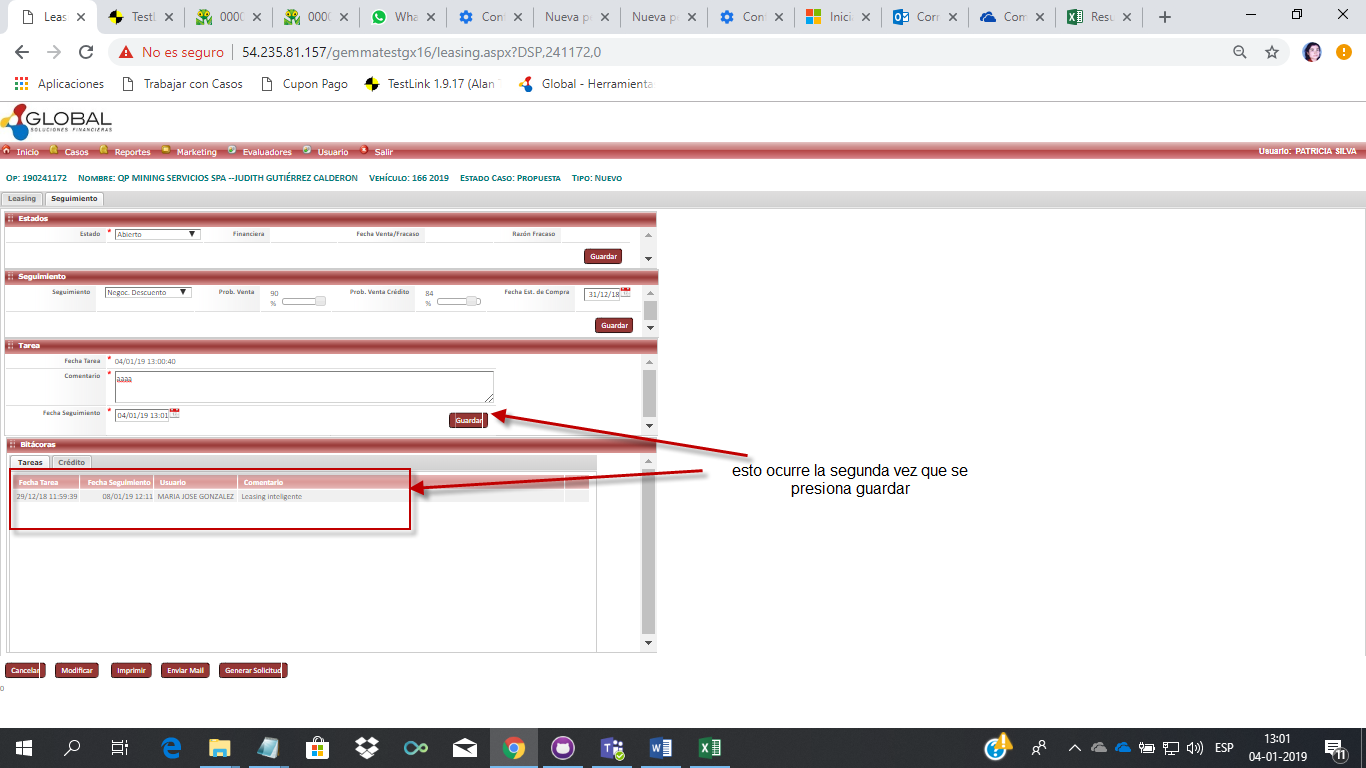 Leas
TestL
0000
0000
Wha
Cont
Nueva pe
Nueva pe
Cont
Inicia
Corr
Com
Resu
No es seguro | 54.235.81.157/gemmatestgx16/leasing.aspx?DSP,241172,0
Aplicaciones Trabajar con Casos Cupon Pago TestLink 1.9.17 (Alan Global - Herramienta
GLOBAL
SOLUCIONES FINANCIERAS
Inicio Casos Reportes Marketing Evaluadores Usuario Salir Usuario: PATRICIA SILVA
OP: 190241172 NOMBRE: QP MINING SERVICIOS SPA --JUDITH GUTIÉRREZ CALDERON VEHÍCULO: 166 2019 ESTADO CASO: PROPUESTA TIPO: NUEVO
Leasing Seguimiento
Estados
Estado * Abierto Financiera Fecha Venta/Fracaso Razón Fracaso
Guardar
Seguimiento
Seguimiento Negoc. Descuento Prob. Venta 90 % Prob. Venta Crédito 84 % Fecha Est. de Compra 31/12/18
Guardar
Tarea
Fecha Tarea * 04/01/19 13:00:40
Comentario * aaaa
Fecha Seguimiento * 04/01/19 13:01
Guardar
Bitácoras
Tareas Crédito
Fecha Tarea Fecha Seguimiento Usuario Comentario
29/12/18 11:59:39 08/01/19 12:11 MARIA JOSE GONZALEZ Leasing inteligente
esto ocurre la segunda vez que se
presiona guardar
Cancelar Modificar Imprimir Enviar Mail Generar Solicitud
0
ESP
13:01
04-01-2019
11